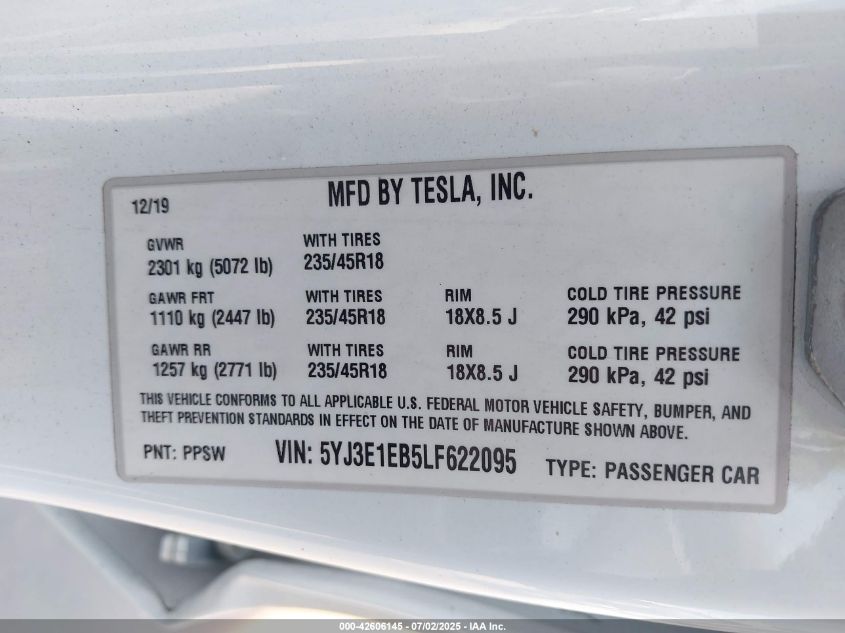 MFD BY TESLA, INC.
12/19
GVWR
2301 kg (5072 lb)
WITH TIRES
235/45R18
GAWR FRT
1110 kg (2447 lb)
WITH TIRES
235/45R18
RIM
18X8.5 J
COLD TIRE PRESSURE
290 kPa, 42 psi
GAWR RR
1257 kg (2771 lb)
WITH TIRES
235/45R18
RIM
18X8.5 J
COLD TIRE PRESSURE
290 kPa, 42 psi
THIS VEHICLE CONFORMS TO ALL APPLICABLE U.S. FEDERAL MOTOR VEHICLE SAFETY, BUMPER, AND
THEFT PREVENTION STANDARDS IN EFFECT ON THE DATE OF MANUFACTURE SHOWN ABOVE.
PNT: PPSW
VIN: 5YJ3E1EB5LF622095
TYPE: PASSENGER CAR
000-42606145 - 07/02/2025 - IAA Inc.